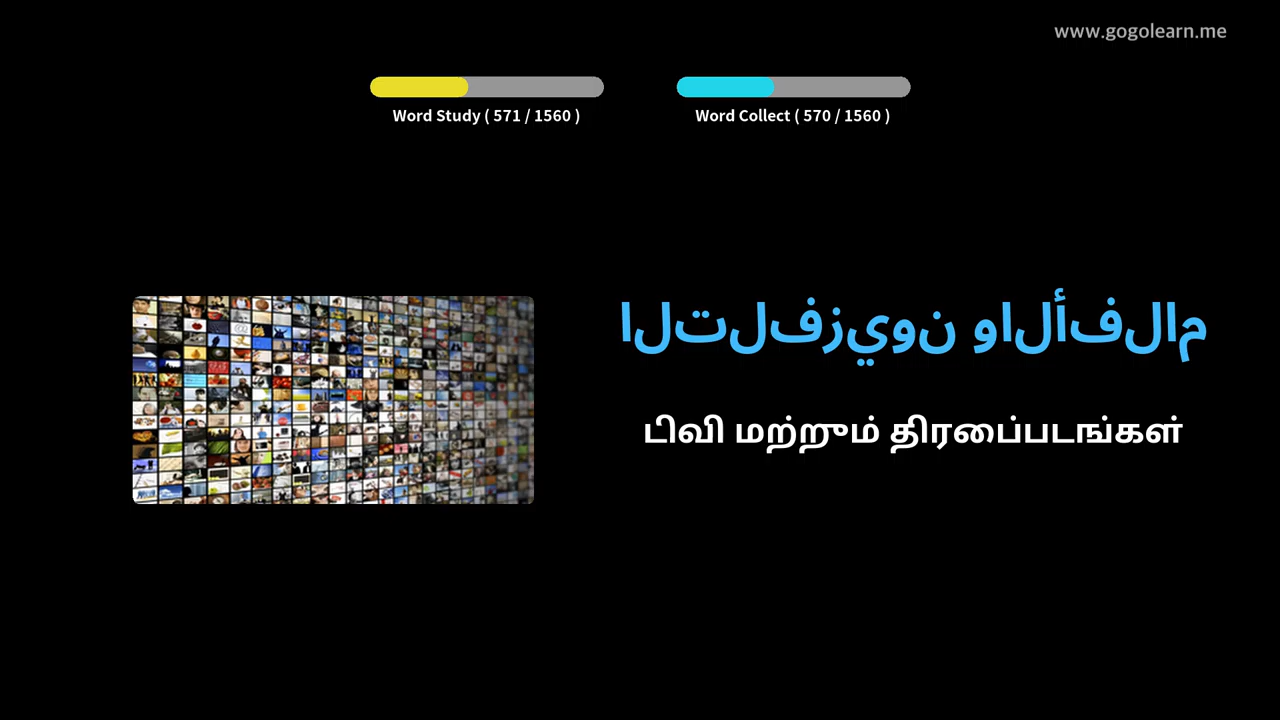 www.gogolearn.me
Word Study ( 571 / 1560 )
Word Collect ( 570 / 1560 )
التلفزيون والأفلام
டிவி மற்றும் திரைப்படங்கள்